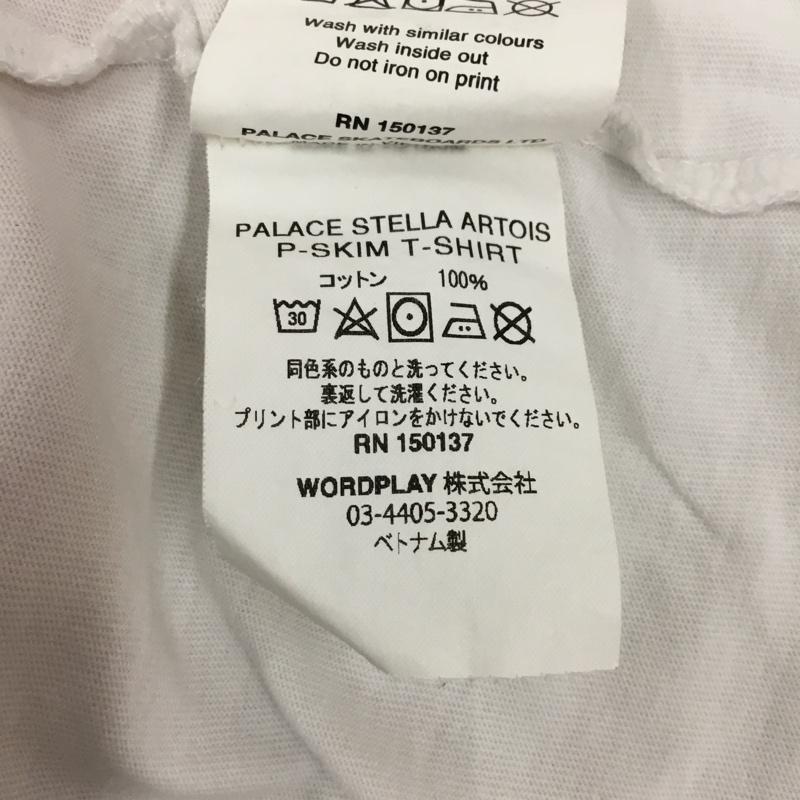 Wash with similar colours
Wash inside out
Do not iron on print
RN 150137
PALACE SKATEBOARDS LTD
PALACE STELLA ARTOIS
P-SKIM T-SHIRT
コットン 100%
30
同色系のものと洗ってください。
裏返して洗濯ください。
プリント部にアイロンをかけないでください。
RN 150137
WORDPLAY 株式会社
03-4405-3320
ベトナム製